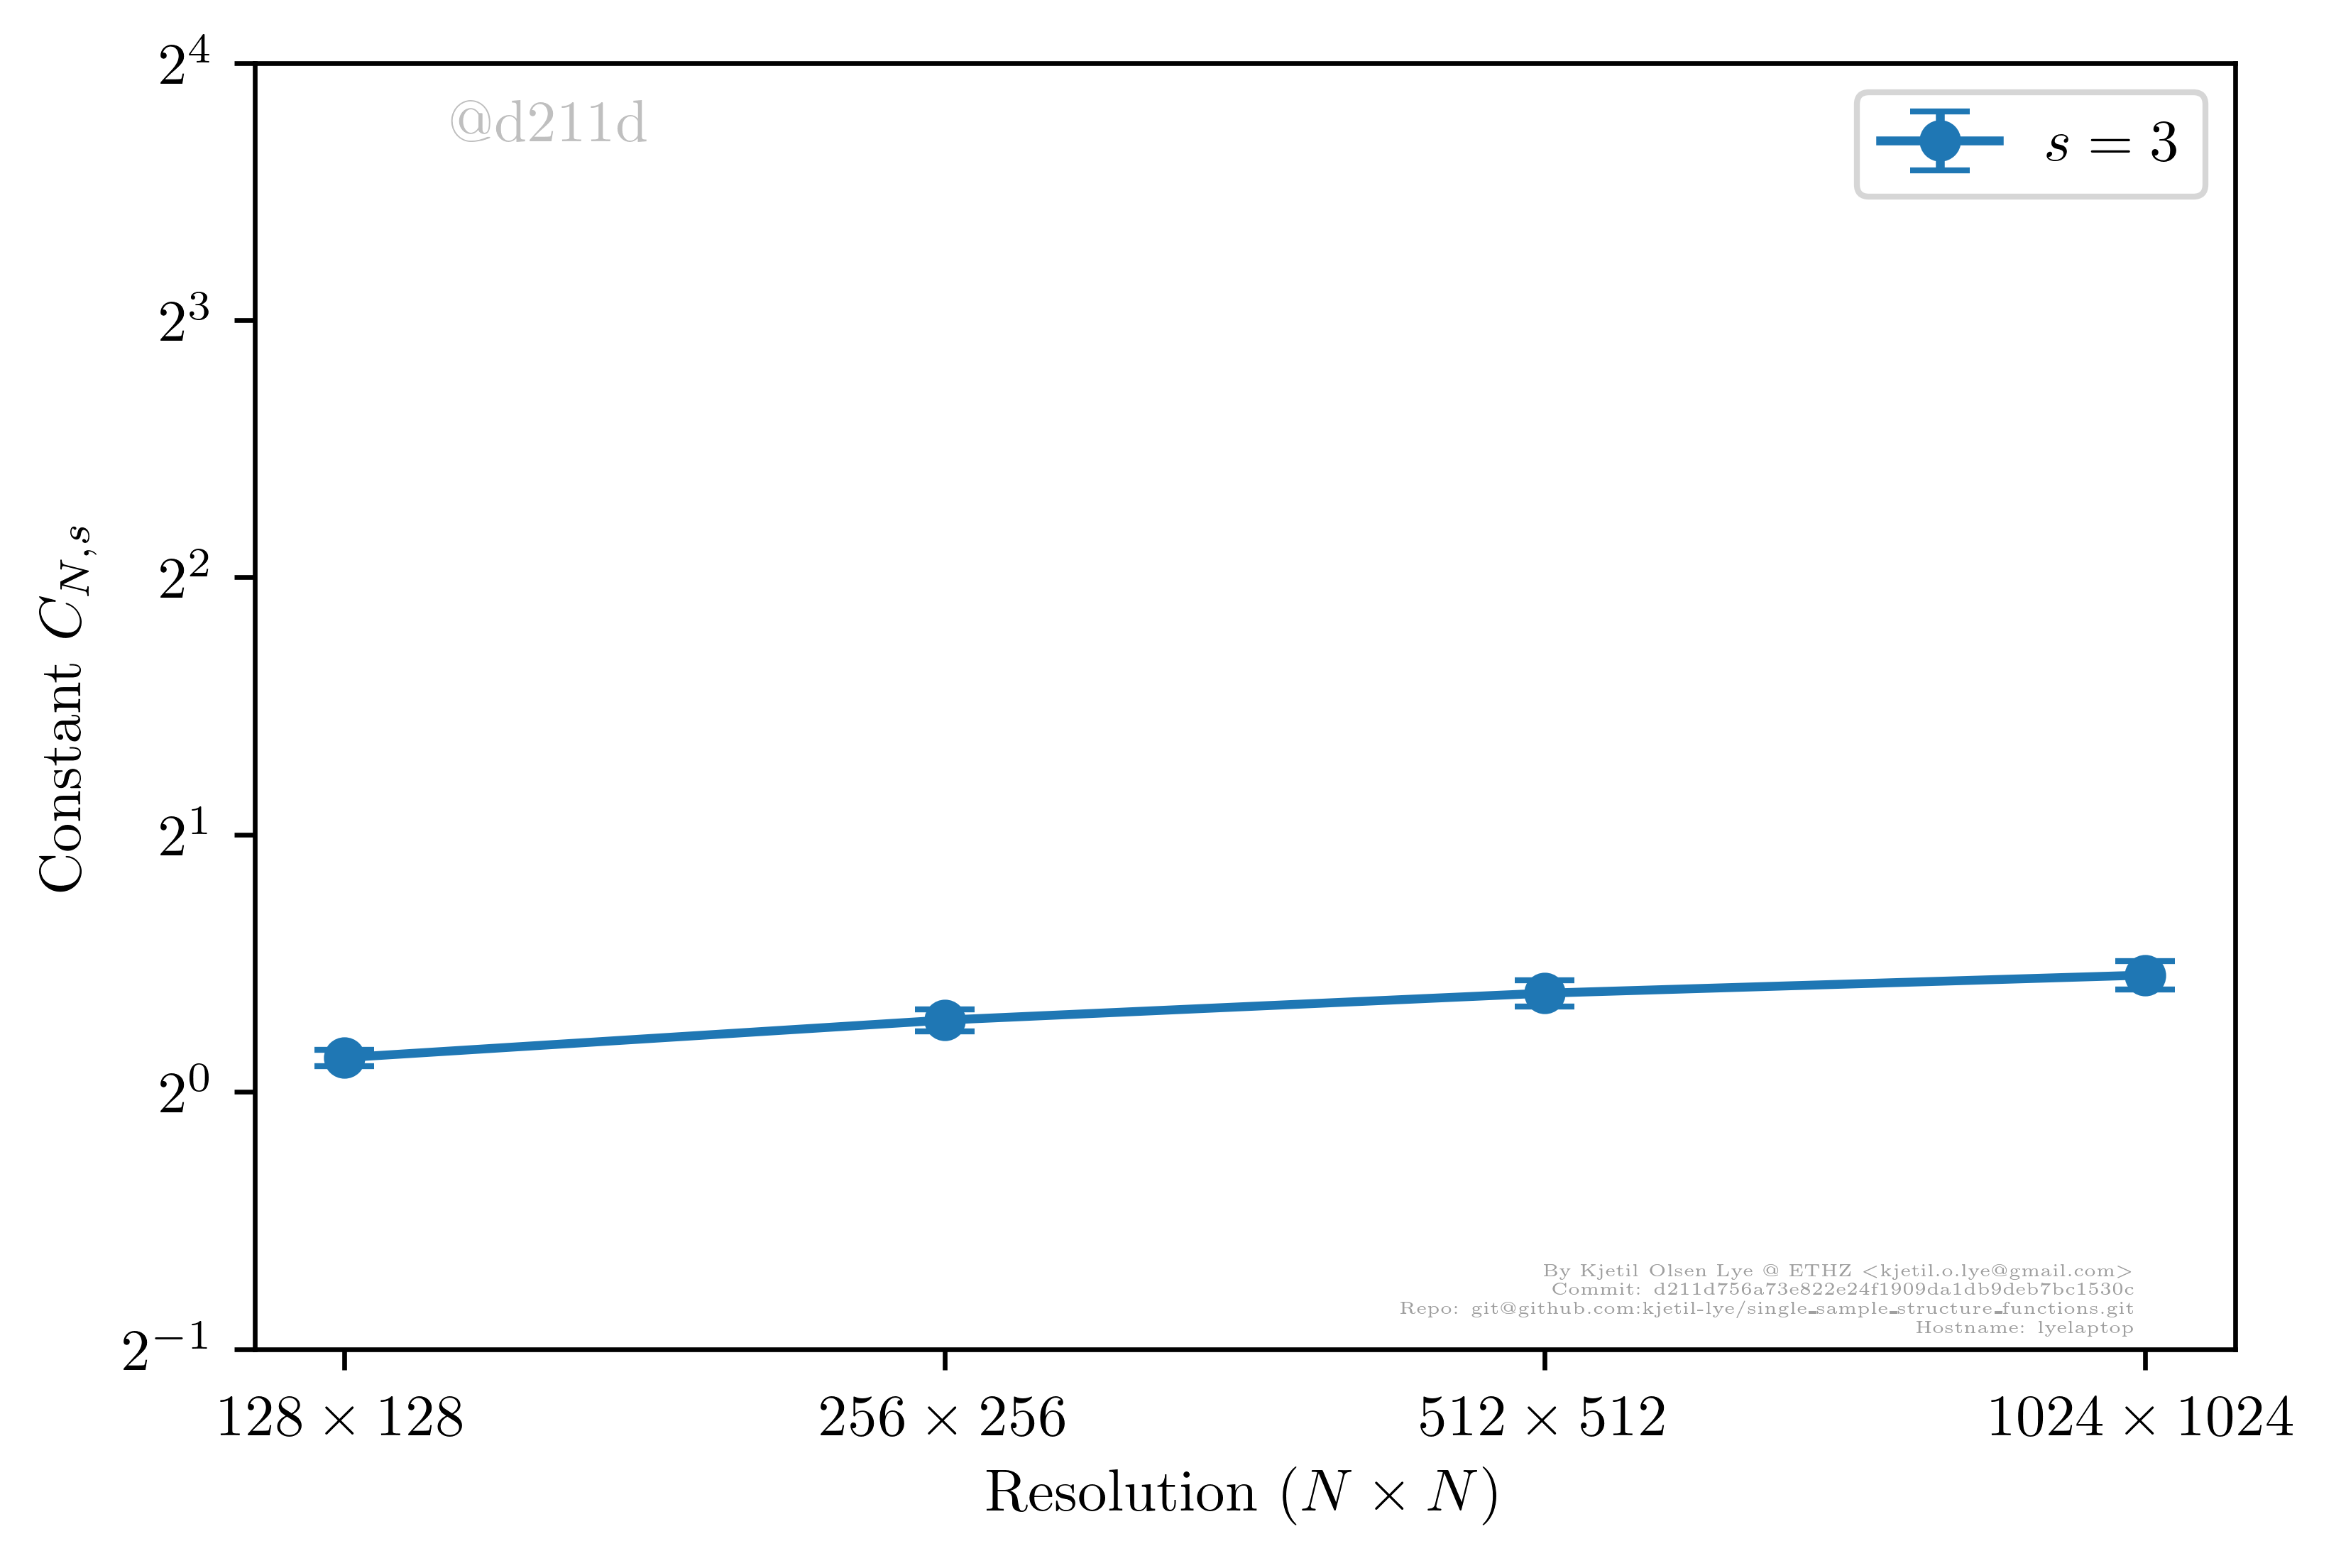 @d211d
s = 3
2^4
2^3
2^2
2^1
2^0
2^{-1}
Constant C_{N,s}
By Kjetil Olsen Lye @ ETHZ <kjetil.o.lye@gmail.com>
Commit: d211d756a73e822e24f1909da1db9deb7bc1530c
Repo: git@github.com:kjetil-lye/single_sample_structure_functions.git
Hostname: lyelaptop
128 × 128 256 × 256 512 × 512 1024 × 1024
Resolution (N × N)